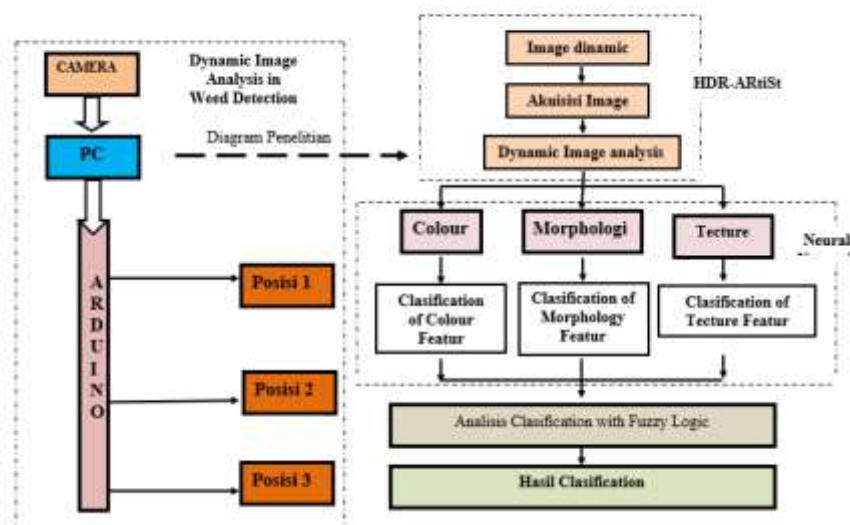 CAMERA
Dynamic Image
Analysis in
Weed Detection
PC
Diagram Penelitian
ARDUINO
Posisi 1
Posisi 2
Posisi 3
Image dinamic
Akuisisi Image
Dynamic Image analysis
HDR-ARtiSt
Colour
Morphologi
Tecture
Neural
Clasification
of Colour
Featur
Clasification of
Morphology
Featur
Clasification of
Tecture Featur
Analisis Clasification with Fuzzy Logic
Hasil Clasification